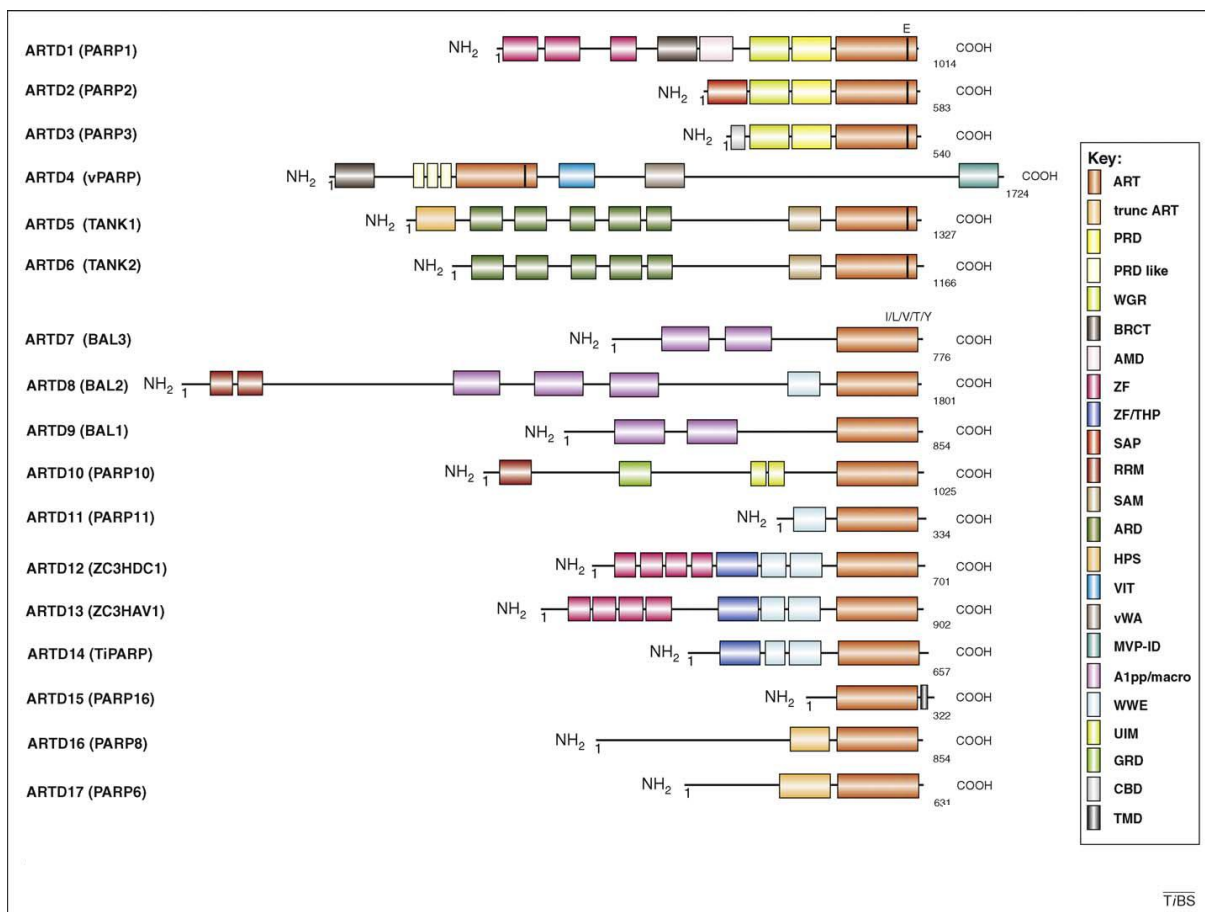 E
ARTD1 (PARP1) NH2 1 COOH 1014
ARTD2 (PARP2) NH2 1 COOH 583
ARTD3 (PARP3) NH2 1 COOH 540
ARTD4 (vPARP) NH2 1 COOH 1724
ARTD5 (TANK1) NH2 1 COOH 1327
ARTD6 (TANK2) NH2 1 COOH 1166
I/L/V/T/Y
ARTD7 (BAL3) NH2 1 COOH 776
ARTD8 (BAL2) NH2 1 COOH 1801
ARTD9 (BAL1) NH2 1 COOH 854
ARTD10 (PARP10) NH2 1 COOH 1025
ARTD11 (PARP11) NH2 1 COOH 334
ARTD12 (ZC3HDC1) NH2 1 COOH 701
ARTD13 (ZC3HAV1) NH2 1 COOH 902
ARTD14 (TiPARP) NH2 1 COOH 657
ARTD15 (PARP16) NH2 1 COOH 322
ARTD16 (PARP8) NH2 1 COOH 854
ARTD17 (PARP6) NH2 1 COOH 631
Key:
ART
trunc ART
PRD
PRD like
WGR
BRCT
AMD
ZF
ZF/THP
SAP
RRM
SAM
ARD
HPS
VIT
vWA
MVP-ID
A1pp/macro
WWE
UIM
GRD
CBD
TMD
TiBS